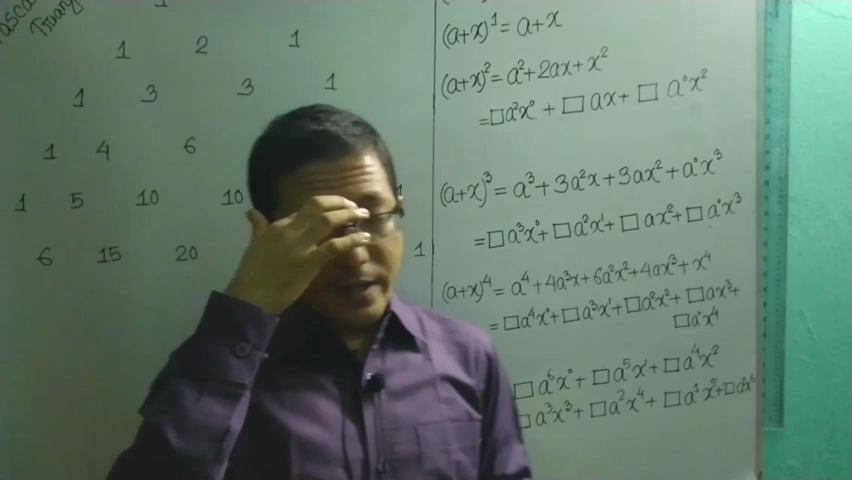 1
1 2 1
1 3 3 1
1 4 6
1 5 10 10 1
6 15 20 1
(a+x)¹ = a+x
(a+x)² = a²+2ax+x²
= □a²x⁰ + □ax + □ a⁰x²
(a+x)³ = a³+3a²x+3ax²+a⁰x³
= □a³x⁰+□a²x¹+□ax²+□a⁰x³
(a+x)⁴ = a⁴+4a³x+6a²x²+4ax³+x⁴
= □a⁴x⁰+□a³x¹+□a²x²+□ax³+
□a⁰x⁴
□a⁶x⁰+□a⁵x¹+□a⁴x²
□a³x³+□a²x⁴+□a¹x⁵+□a⁰x⁶